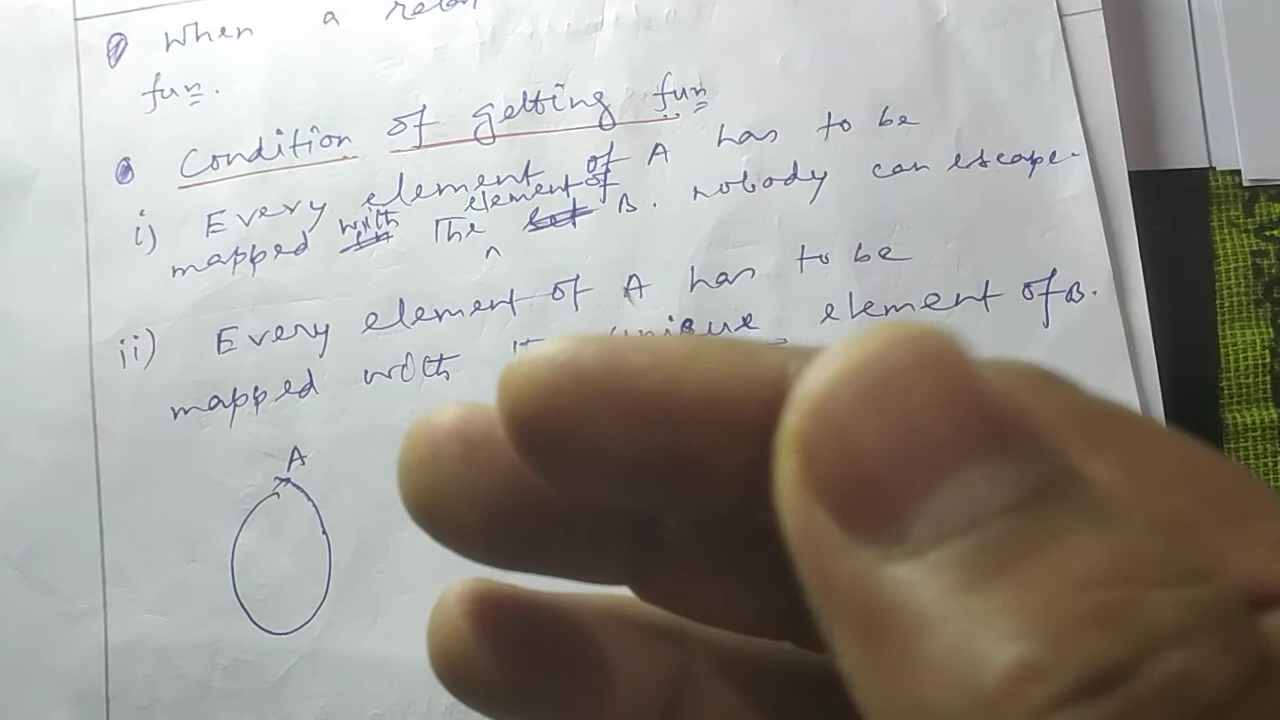 When a
fun.
Condition of getting fun
i) Every element of A has to be
mapped with the element of B. nobody can escape.
ii) Every element of A has to be
mapped with unique element of B.
A